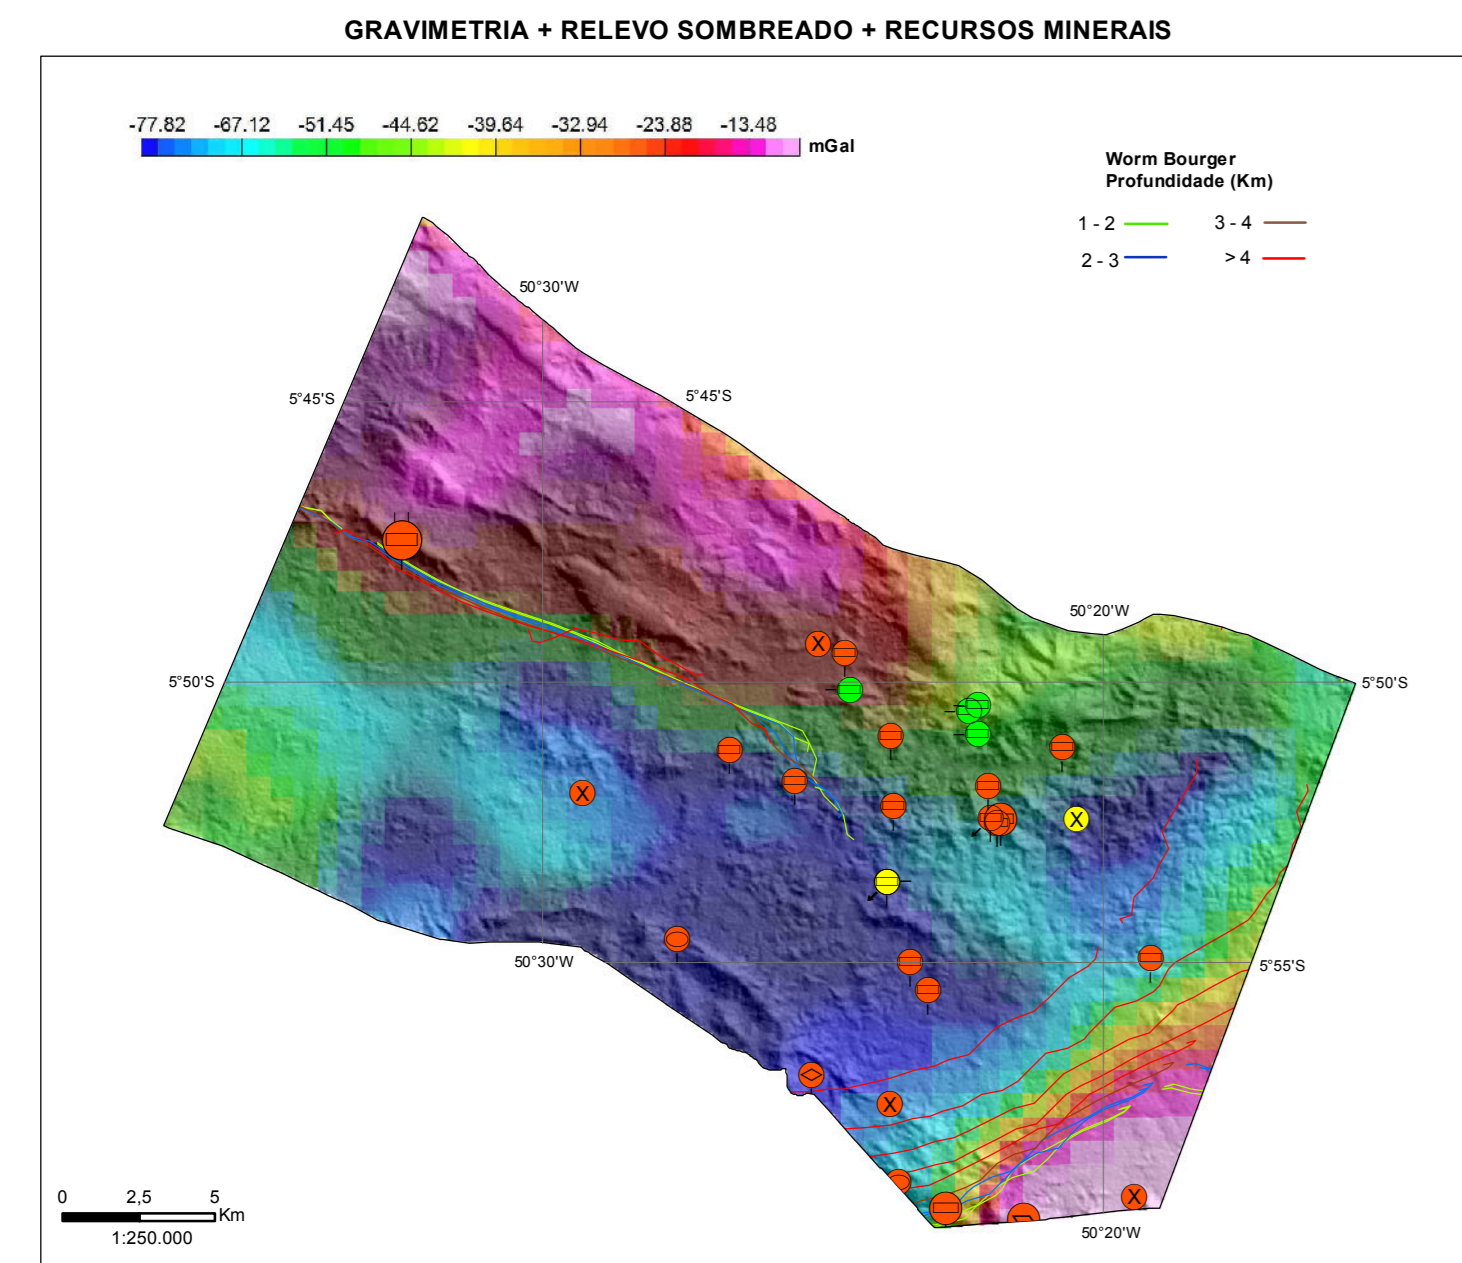 GRAVIMETRIA + RELEVO SOMBREADO + RECURSOS MINERAIS
-77.82 -67.12 -51.45 -44.62 -39.64 -32.94 -23.88 -13.48
mGal
Worm Bourger
Profundidade (Km)
1 - 2
3 - 4
2 - 3
> 4
50°30'W
5°45'S
5°45'S
50°20'W
X
5°50'S
5°50'S
X
X
50°30'W
5°55'S
X
X
0 2,5 5
Km
1:250.000
50°20'W